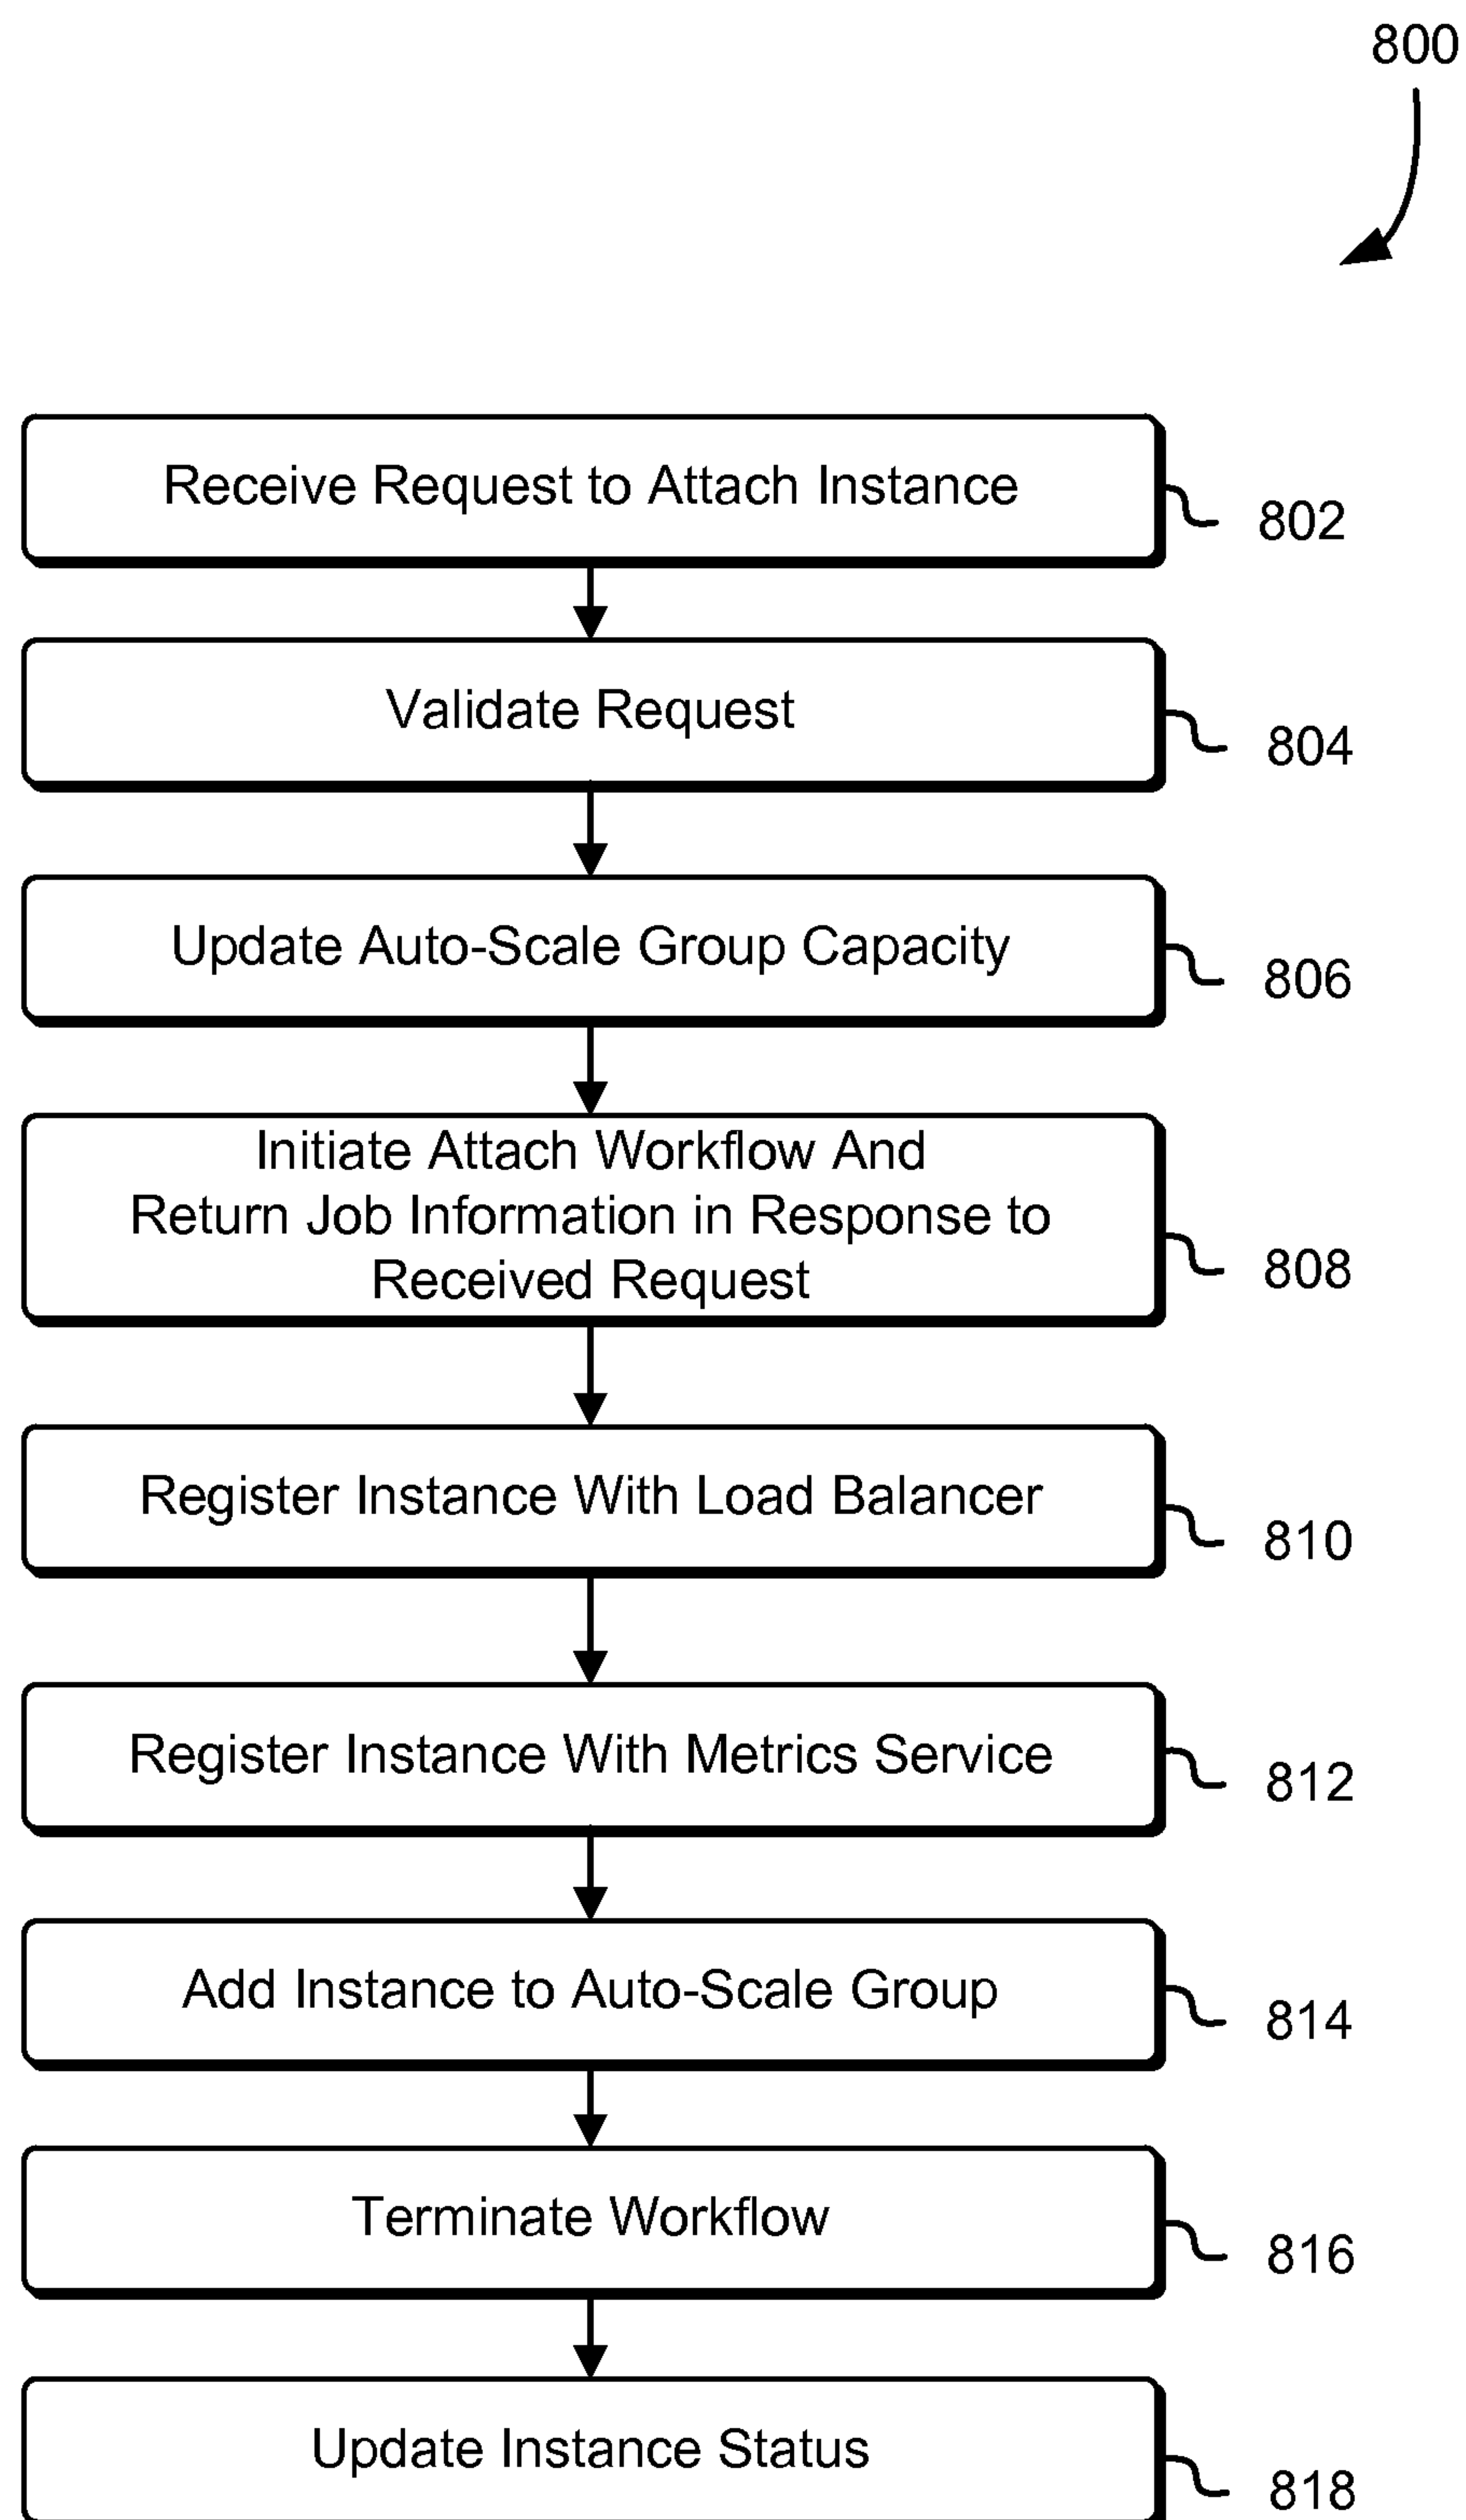 800
Receive Request to Attach Instance
802
Validate Request
804
Update Auto-Scale Group Capacity
806
Initiate Attach Workflow And
Return Job Information in Response to
Received Request
808
Register Instance With Load Balancer
810
Register Instance With Metrics Service
812
Add Instance to Auto-Scale Group
814
Terminate Workflow
816
Update Instance Status
818